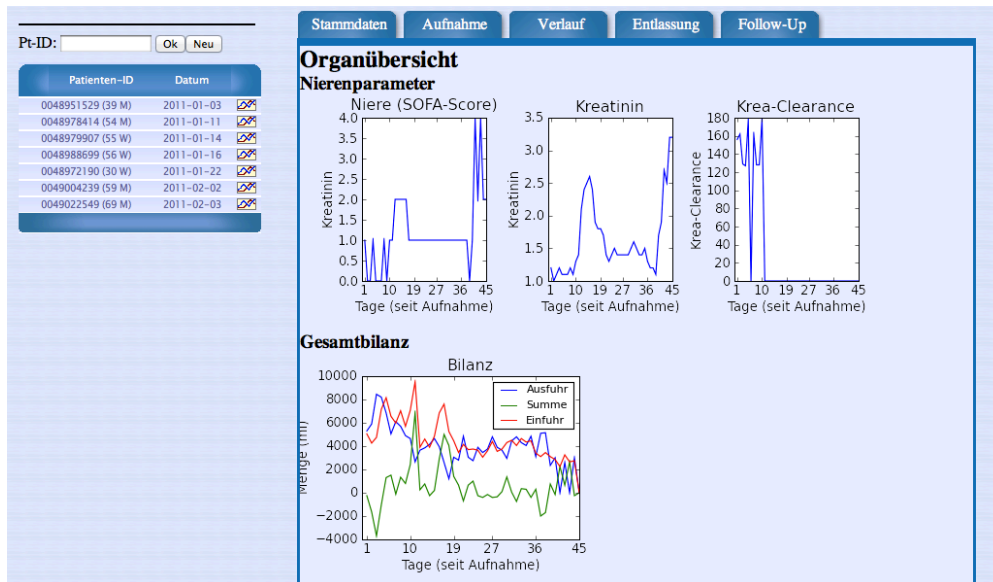 Stammdaten Aufnahme Verlauf Entlassung Follow-Up
Pt-ID: Ok Neu
Patienten-ID Datum
0048951529 (39 M) 2011-01-03
0048978414 (54 M) 2011-01-11
0048979907 (55 W) 2011-01-14
0048988699 (56 W) 2011-01-16
0048972190 (30 W) 2011-01-22
0049004239 (59 M) 2011-02-02
0049022549 (69 M) 2011-02-03
Organübersicht
Nierenparameter
Niere (SOFA-Score)
4.0
3.5
3.0
2.5
2.0
1.5
1.0
0.5
0.0
Kreatinin
1 10 19 27 36 45
Tage (seit Aufnahme)
Kreatinin
3.5
3.0
2.5
2.0
1.5
1.0
Kreatinin
1 10 19 27 36 45
Tage (seit Aufnahme)
Krea-Clearance
180
160
140
120
100
80
60
40
20
0
Krea-Clearance
1 10 19 27 36 45
Tage (seit Aufnahme)
Gesamtbilanz
Bilanz
10000
8000
6000
4000
2000
0
−2000
−4000
Menge (ml)
Ausfuhr
Summe
Einfuhr
1 10 19 27 36 45
Tage (seit Aufnahme)